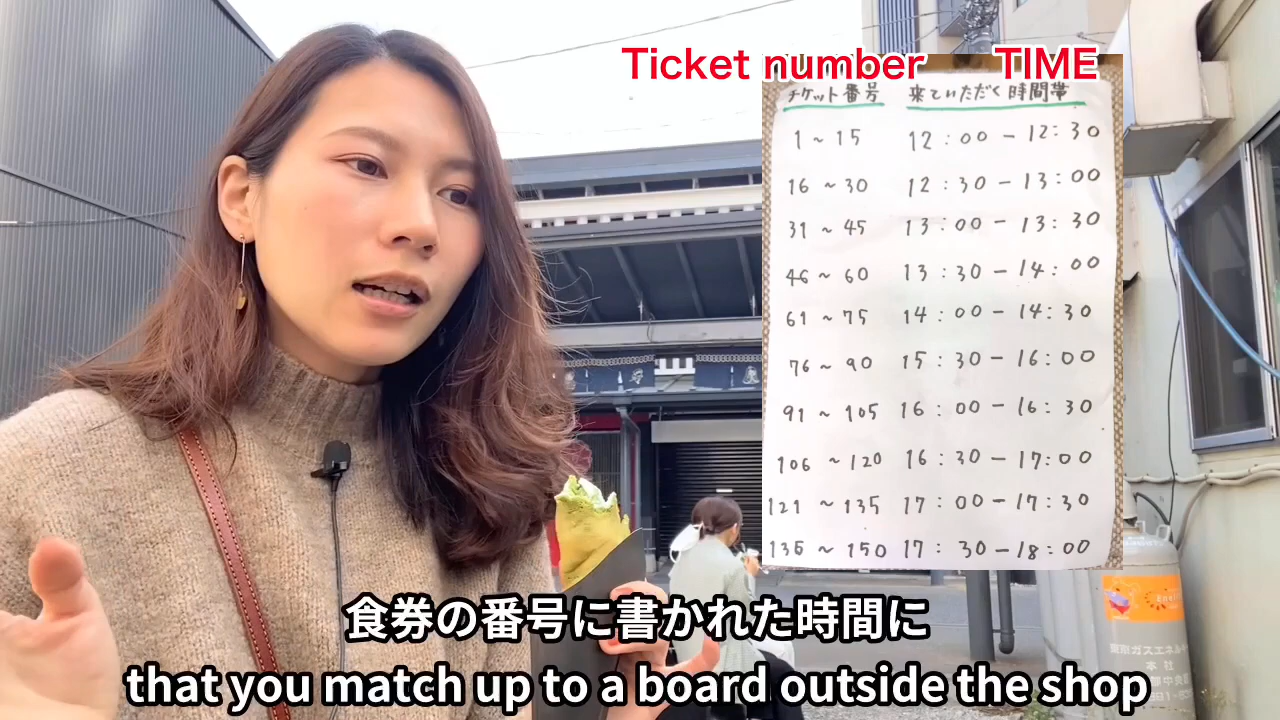 Ticket number TIME
チケット番号 来ていただく時間帯
1 ~ 15 12:00 - 12:30
16 ~ 30 12:30 - 13:00
31 ~ 45 13:00 - 13:30
46 ~ 60 13:30 - 14:00
61 ~ 75 14:00 - 14:30
76 ~ 90 15:30 - 16:00
91 ~ 105 16:00 - 16:30
106 ~ 120 16:30 - 17:00
121 ~ 135 17:00 - 17:30
136 ~ 150 17:30 - 18:00
食券の番号に書かれた時間に
that you match up to a board outside the shop
本社